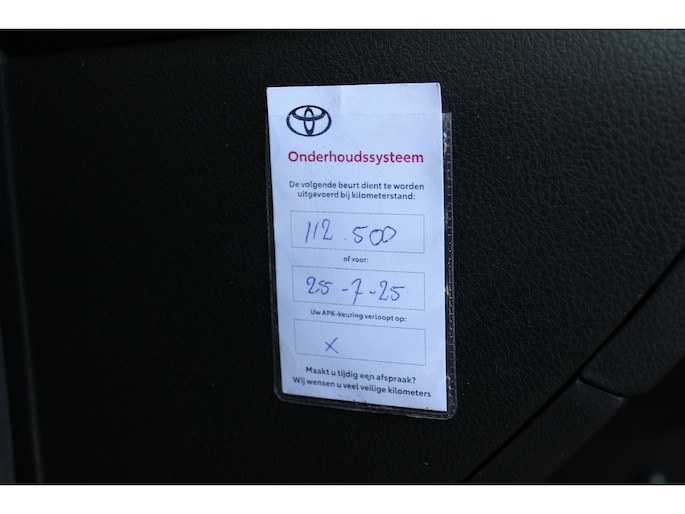 Onderhoudssysteem
De volgende beurt dient te worden
uitgevoerd bij kilometerstand:
112.500
of voor:
25-7-25
Uw APK-keuring verloopt op:
X
Maakt u tijdig een afspraak?
Wij wensen u veel veilige kilometers